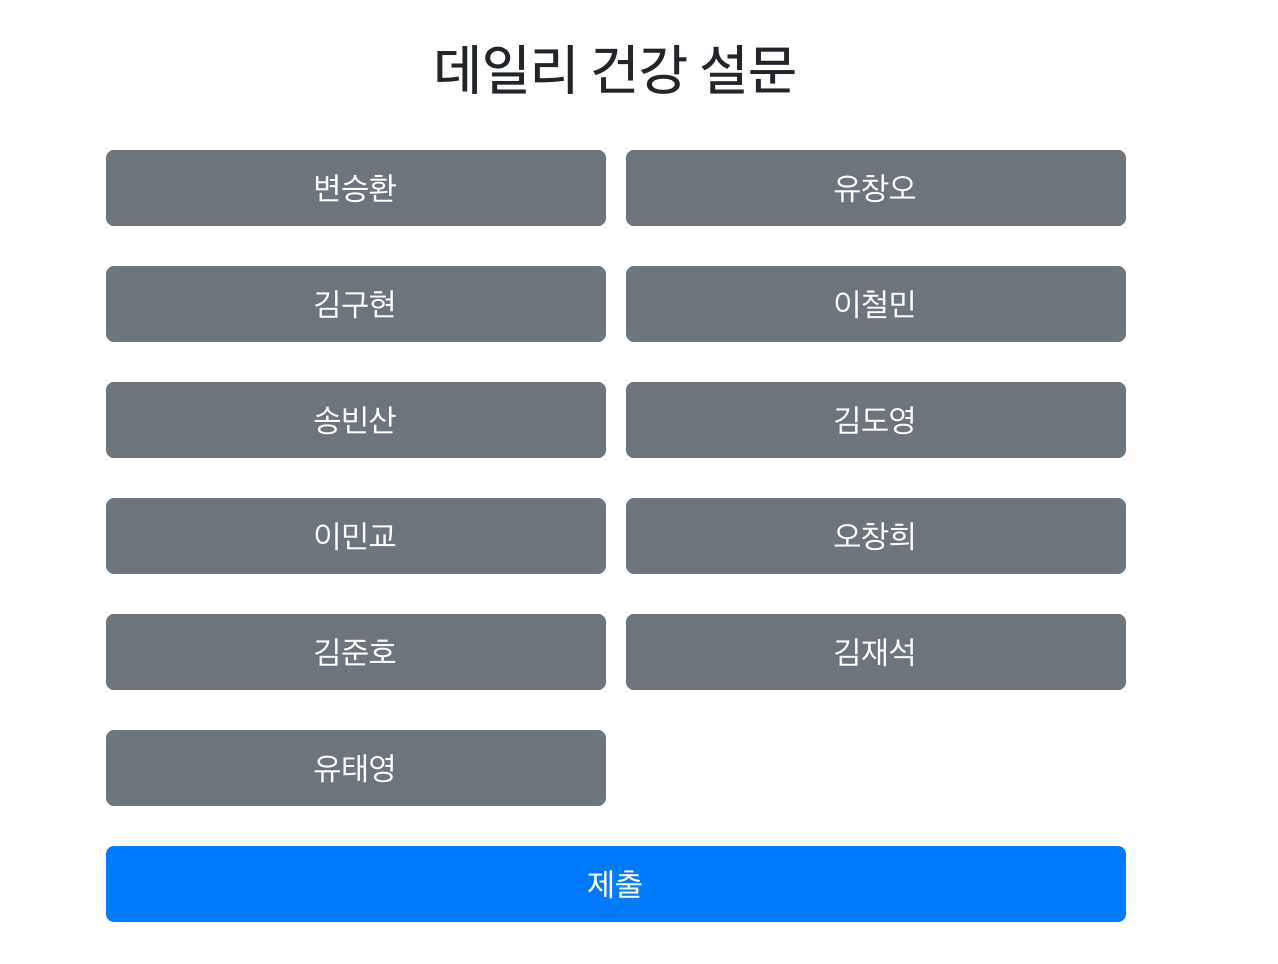 데일리 건강 설문
변승환 유창오
김구현 이철민
송빈산 김도영
이민교 오창희
김준호 김재석
유태영
제출